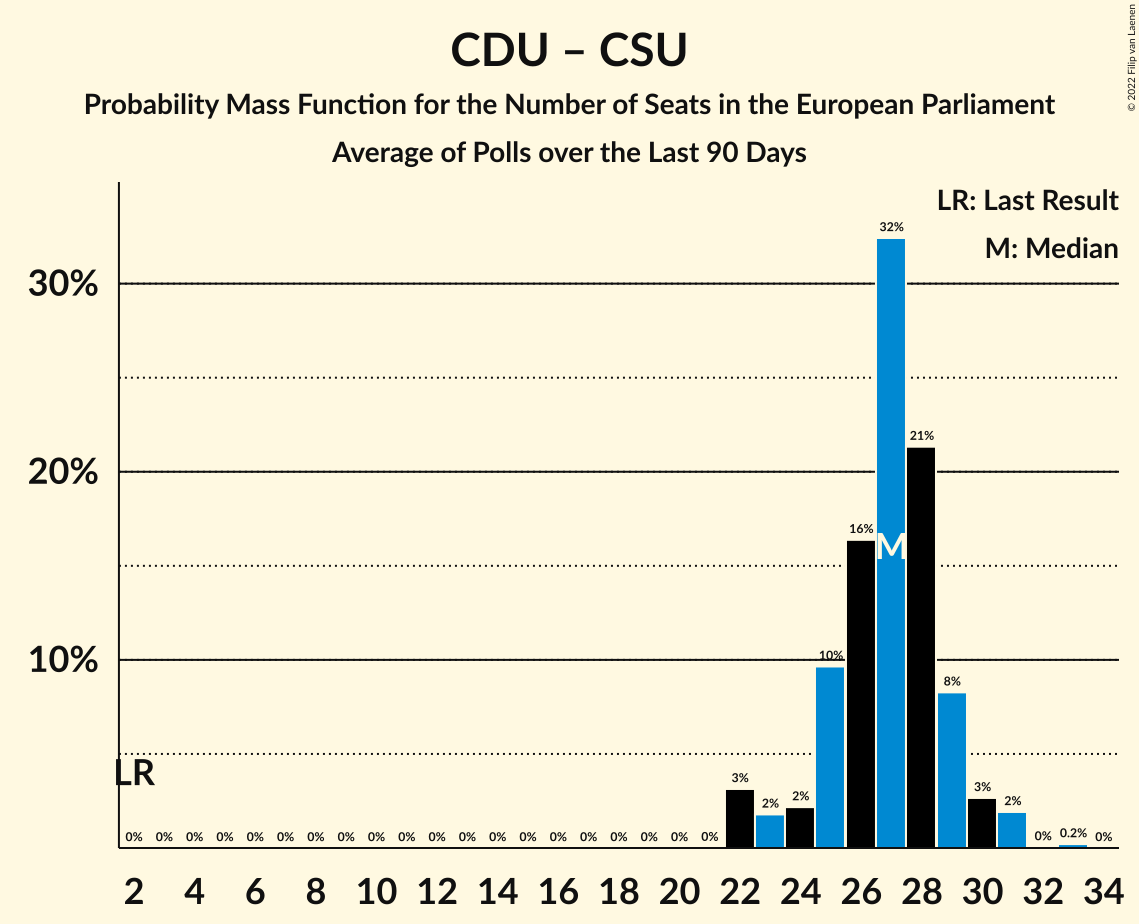 CDU – CSU
Probability Mass Function for the Number of Seats in the European Parliament
Average of Polls over the Last 90 Days
© 2022 Filip van Laenen
LR: Last Result
M: Median
30%
20%
10%
LR
M
0% 0% 0% 0% 0% 0% 0% 0% 0% 0% 0% 0% 0% 0% 0% 0% 0% 0% 0% 0% 3% 2% 2% 10% 16% 32% 21% 8% 3% 2% 0% 0.2% 0%
2 4 6 8 10 12 14 16 18 20 22 24 26 28 30 32 34